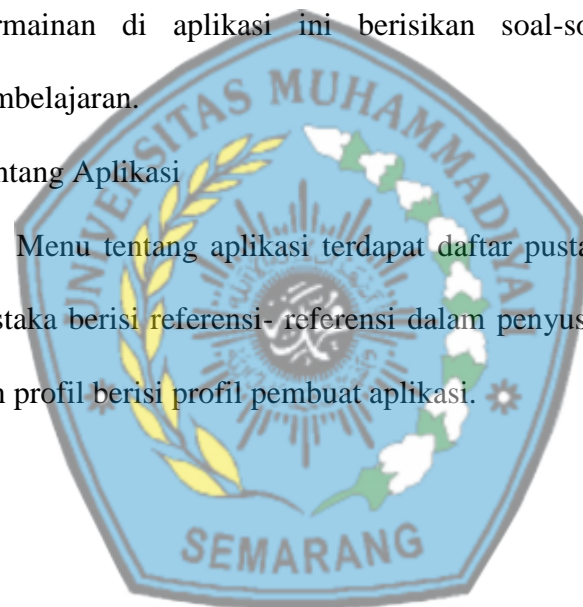 rmainan di aplikasi ini berisikan soal-so
mbelajaran.
ntang Aplikasi
Menu tentang aplikasi terdapat daftar pusta
staka berisi referensi- referensi dalam penyus
n profil berisi profil pembuat aplikasi.
UNIVERSITAS MUHAMMADIYAH
SEMARANG